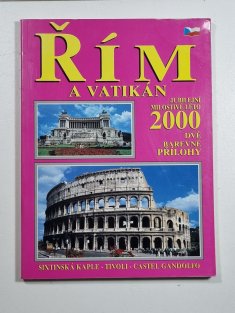 ŘÍM
A VATIKÁN
JUBILEJNÍ
MILOSTIVÉ LÉTO
2000
DVĚ
BAREVNÉ
PŘÍLOHY
SIXTINSKÁ KAPLE - TIVOLI - CASTEL GANDOLFO